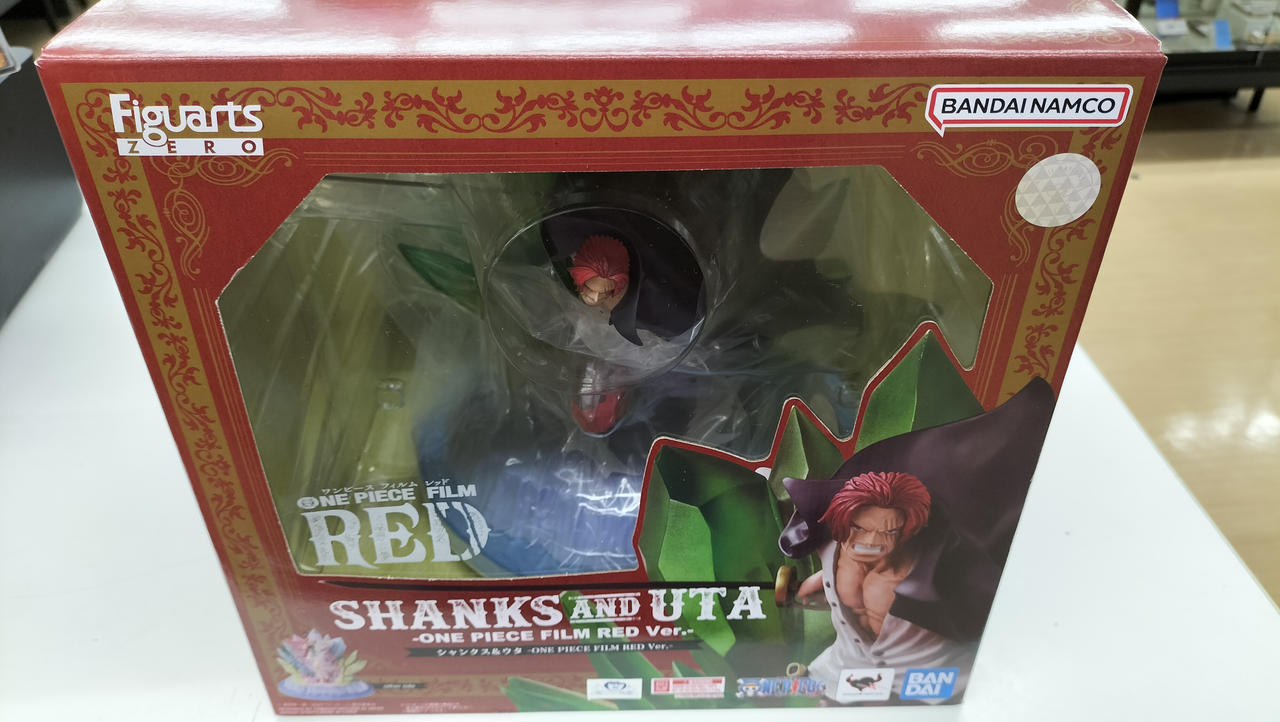 Figuarts
ZERO
BANDAI NAMCO
ワンピース フィルム レッド
ONE PIECE FILM
RED
SHANKS AND UTA
-ONE PIECE FILM RED Ver.-
シャンクス&ウタ -ONE PIECE FILM RED Ver.-
ONE PIECE
BAN
DAI